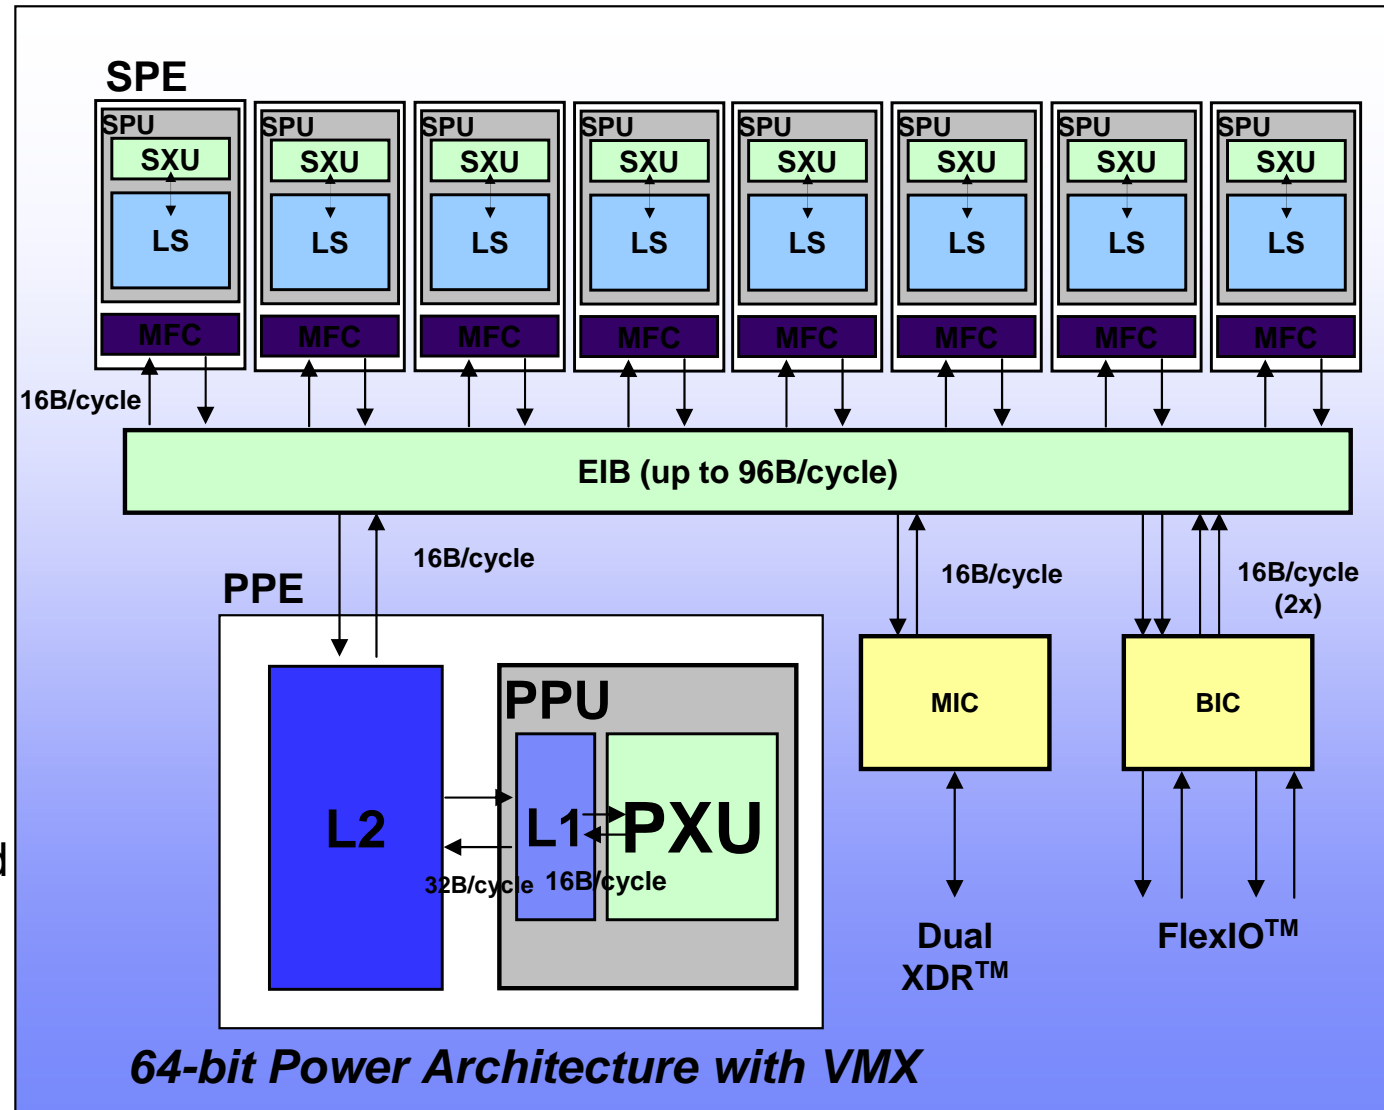 SPE
SPU SPU SPU SPU SPU SPU SPU SPU
SXU SXU SXU SXU SXU SXU SXU SXU
LS LS LS LS LS LS LS LS
MFC MFC MFC MFC MFC MFC MFC MFC
16B/cycle
EIB (up to 96B/cycle)
16B/cycle 16B/cycle 16B/cycle
(2x)
PPE
PPU
MIC BIC
L2 L1 PXU
32B/cycle 16B/cycle
d
Dual FlexIO™
XDR™
64-bit Power Architecture with VMX